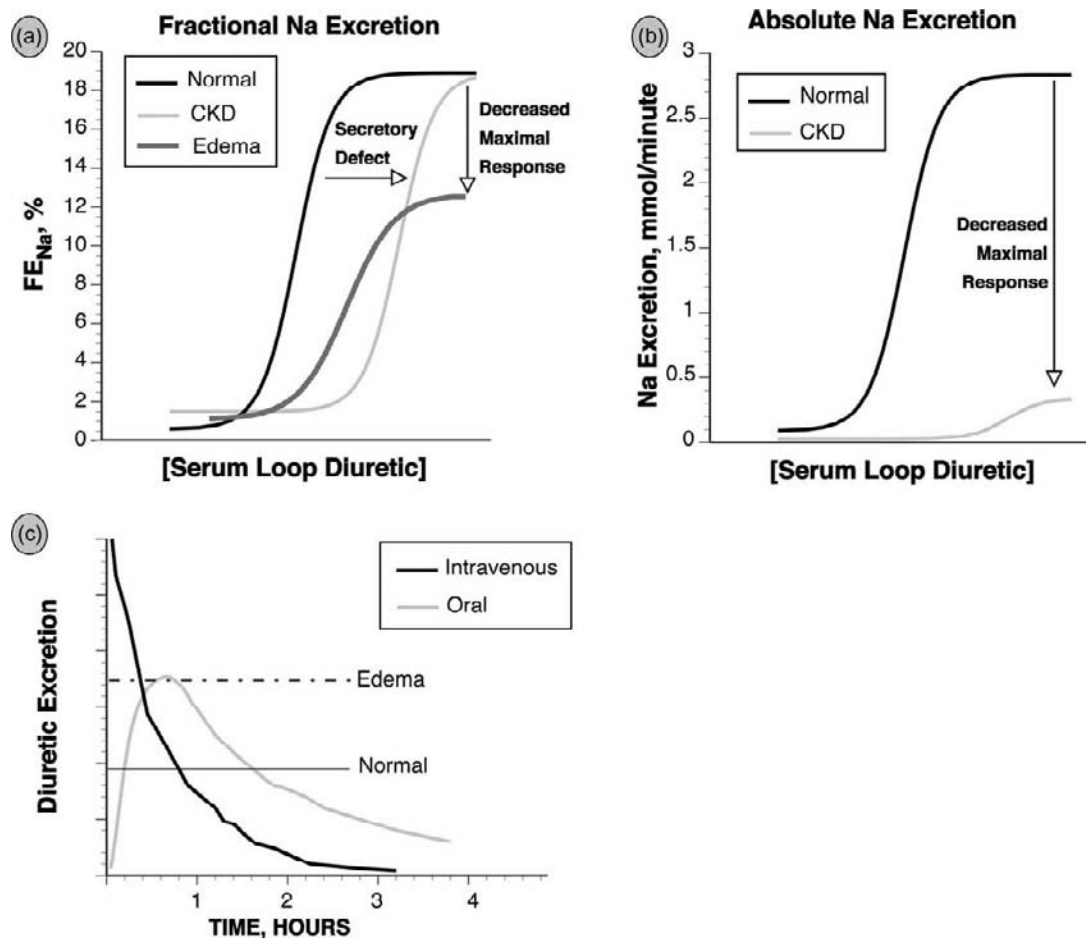 (a)
Fractional Na Excretion
20
18
16
14
12
10
8
6
4
2
0
FENa, %
Normal
CKD
Edema
Secretory
Defect
Decreased
Maximal
Response
[Serum Loop Diuretic]
(b)
Absolute Na Excretion
3
2.5
2
1.5
1
0.5
0
Na Excretion, mmol/minute
Normal
CKD
Decreased
Maximal
Response
[Serum Loop Diuretic]
(c)
Diuretic Excretion
Intravenous
Oral
Edema
Normal
1 2 3 4
TIME, HOURS